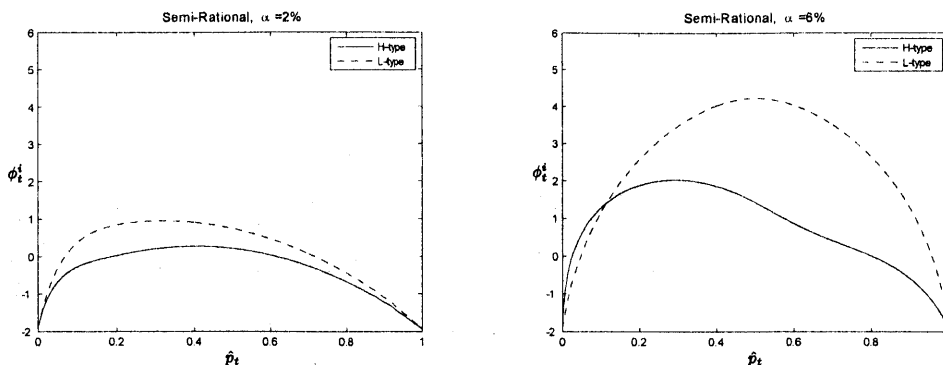 Semi-Rational, α =2%
6
5
4
3
2
1
0
-1
-2
0
0.2
0.4
0.6
0.8
1
H-type
L-type
ϕ_t^i
p̂_t
Semi-Rational, α =6%
6
5
4
3
2
1
0
-1
-2
0
0.2
0.4
0.6
0.8
H-type
L-type
ϕ_t^i
p̂_t